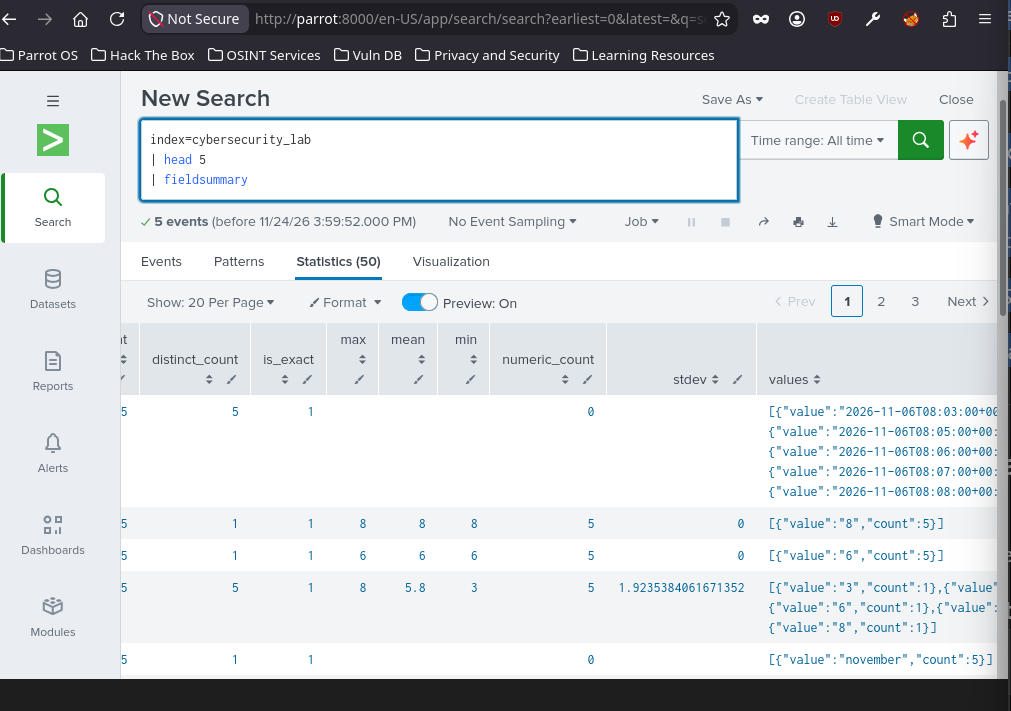 Not Secure
http://parrot:8000/en-US/app/search/search?earliest=0&latest=&q=s
UD
Parrot OS
Hack The Box
OSINT Services
Vuln DB
Privacy and Security
Learning Resources
New Search
Save As
Create Table View
Close
index=cybersecurity_lab
| head 5
| fieldsummary
Time range: All time
5 events (before 11/24/26 3:59:52.000 PM)
No Event Sampling
Job
Smart Mode
Search
Datasets
Reports
Alerts
Dashboards
Modules
Events
Patterns
Statistics (50)
Visualization
Show: 20 Per Page
Format
Preview: On
Prev
1
2
3
Next
distinct_count
is_exact
max
mean
min
numeric_count
stdev
values
5 5 1 0 [{"value":"2026-11-06T08:03:00+00
{"value":"2026-11-06T08:05:00+00:
{"value":"2026-11-06T08:06:00+00:
{"value":"2026-11-06T08:07:00+00:
{"value":"2026-11-06T08:08:00+00:
5 1 1 8 8 8 5 0 [{"value":"8","count":5}]
5 1 1 6 6 6 5 0 [{"value":"6","count":5}]
5 5 1 8 5.8 3 5 1.9235384061671352 [{"value":"3","count":1},{"value"
{"value":"6","count":1},{"value":
{"value":"8","count":1}]
5 1 1 0 [{"value":"november","count":5}]